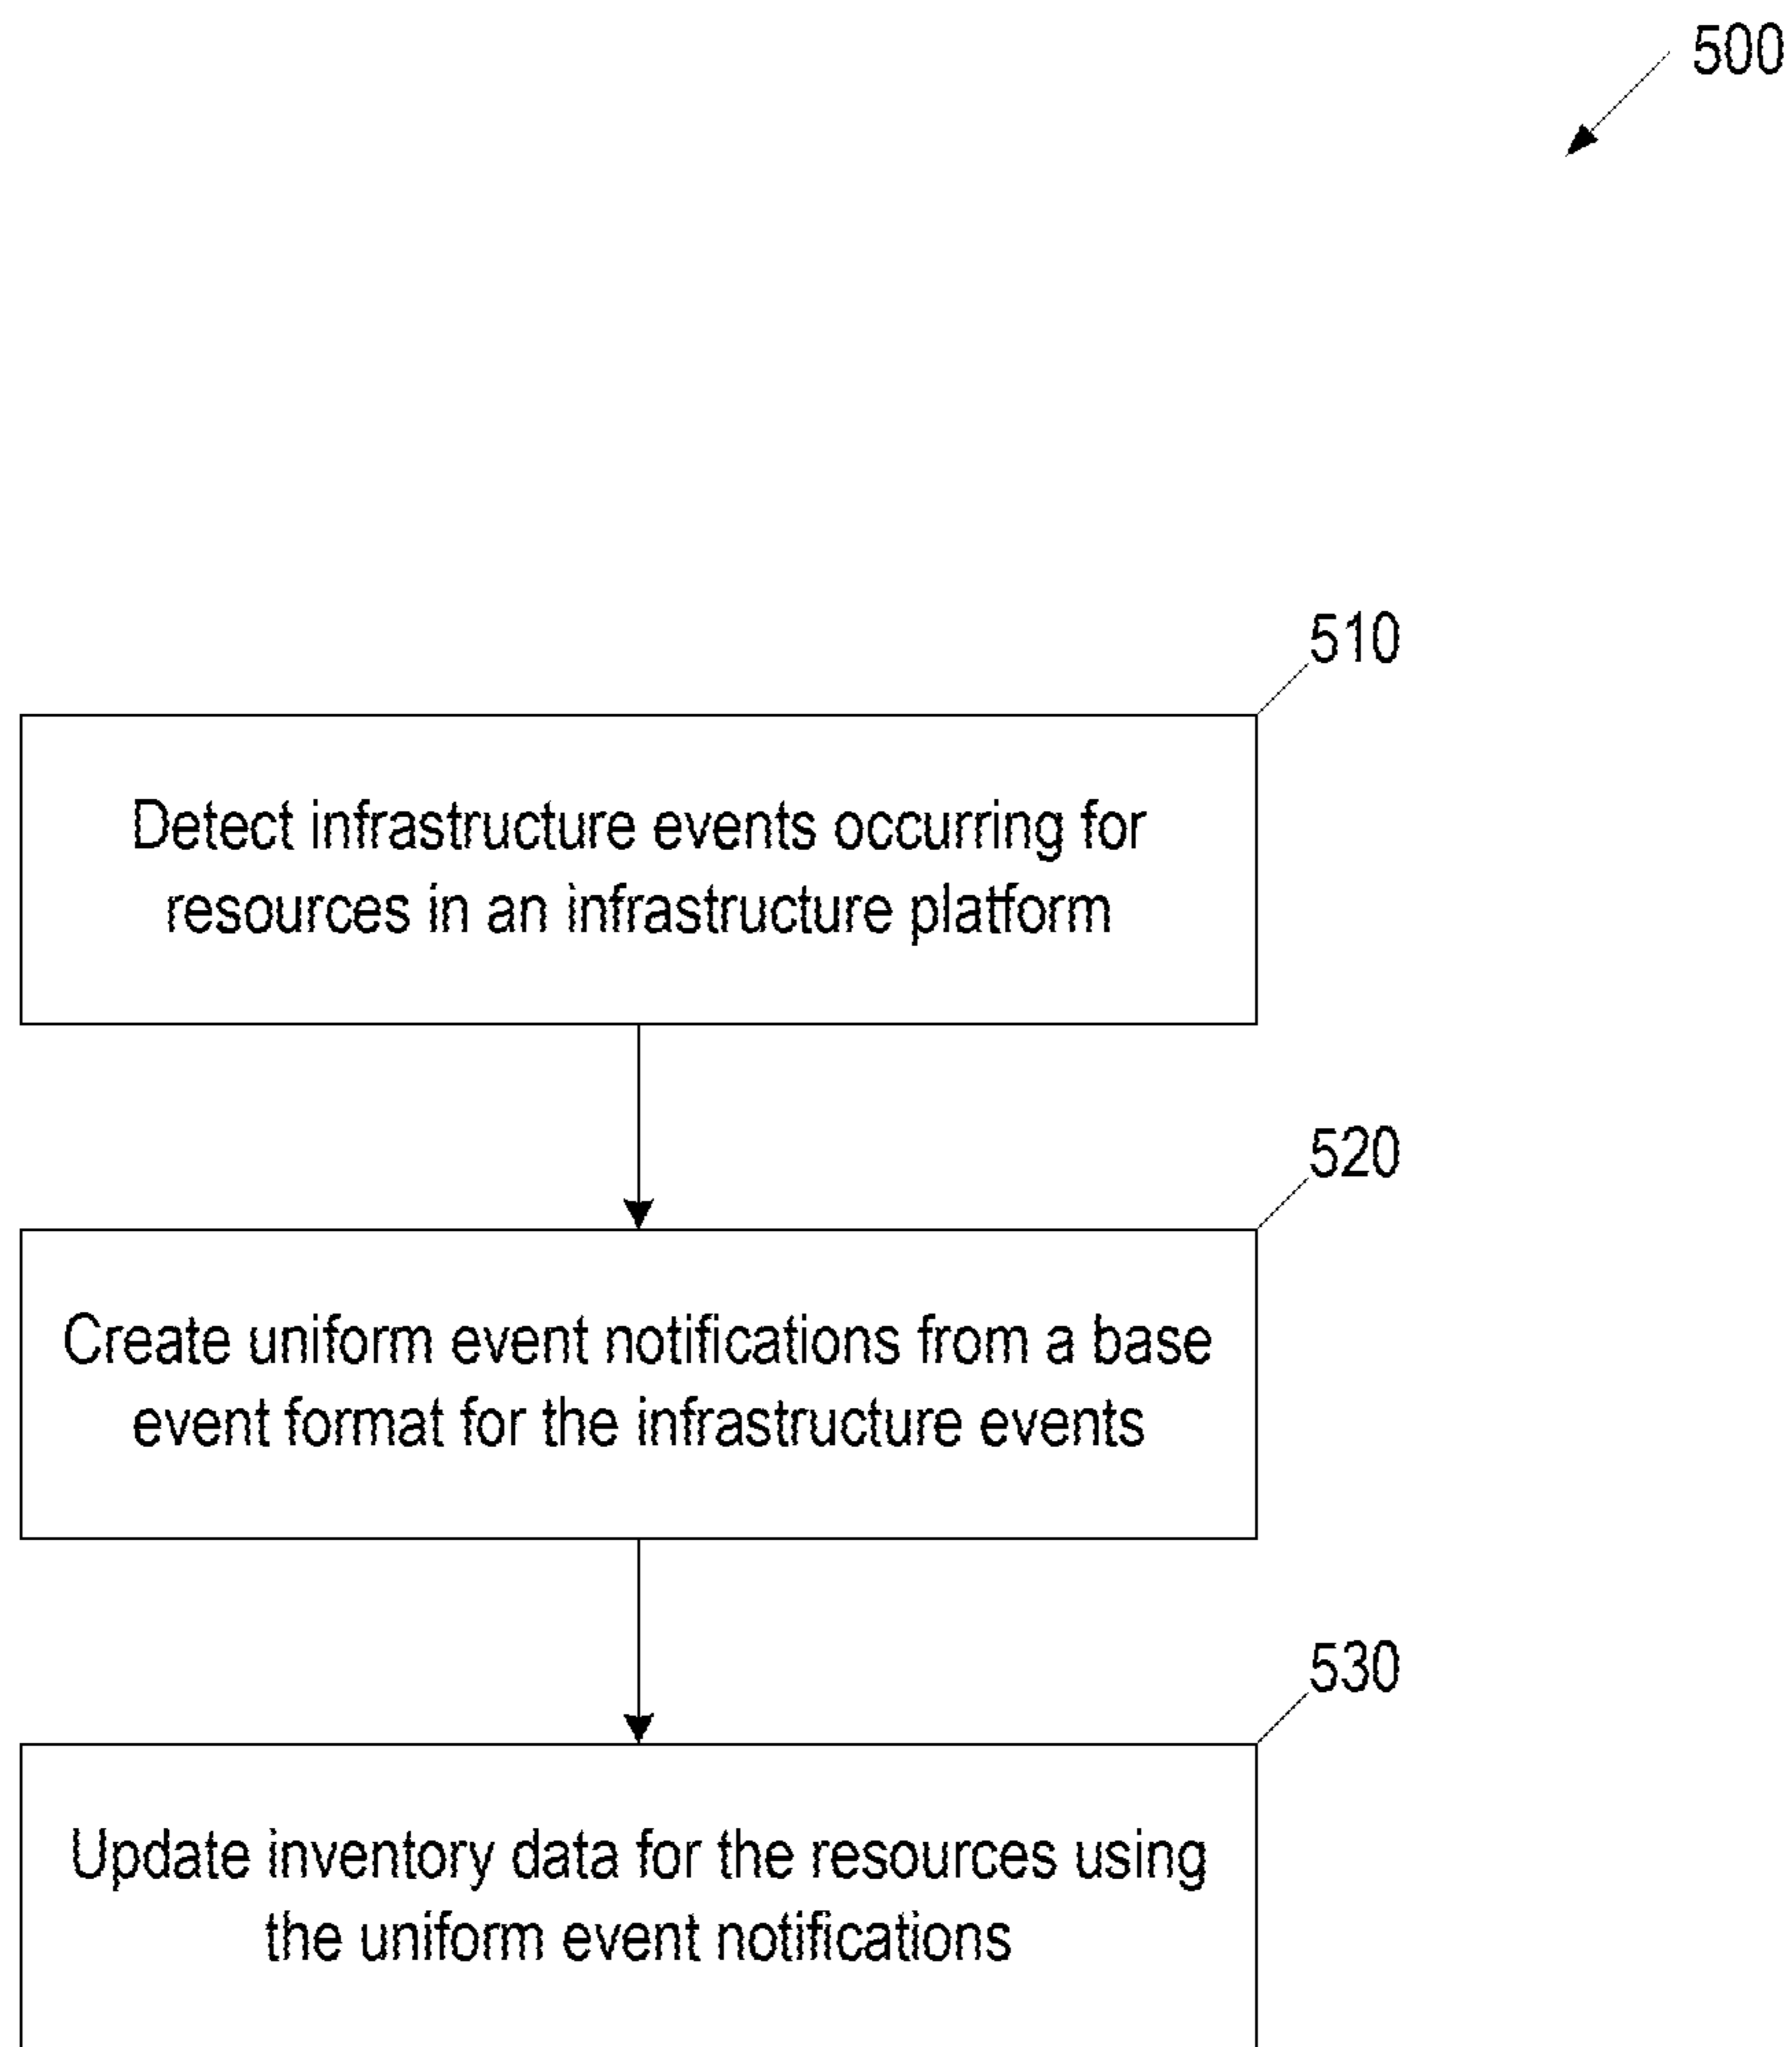 500
510
Detect infrastructure events occurring for
resources in an infrastructure platform
520
Create uniform event notifications from a base
event format for the infrastructure events
530
Update inventory data for the resources using
the uniform event notifications